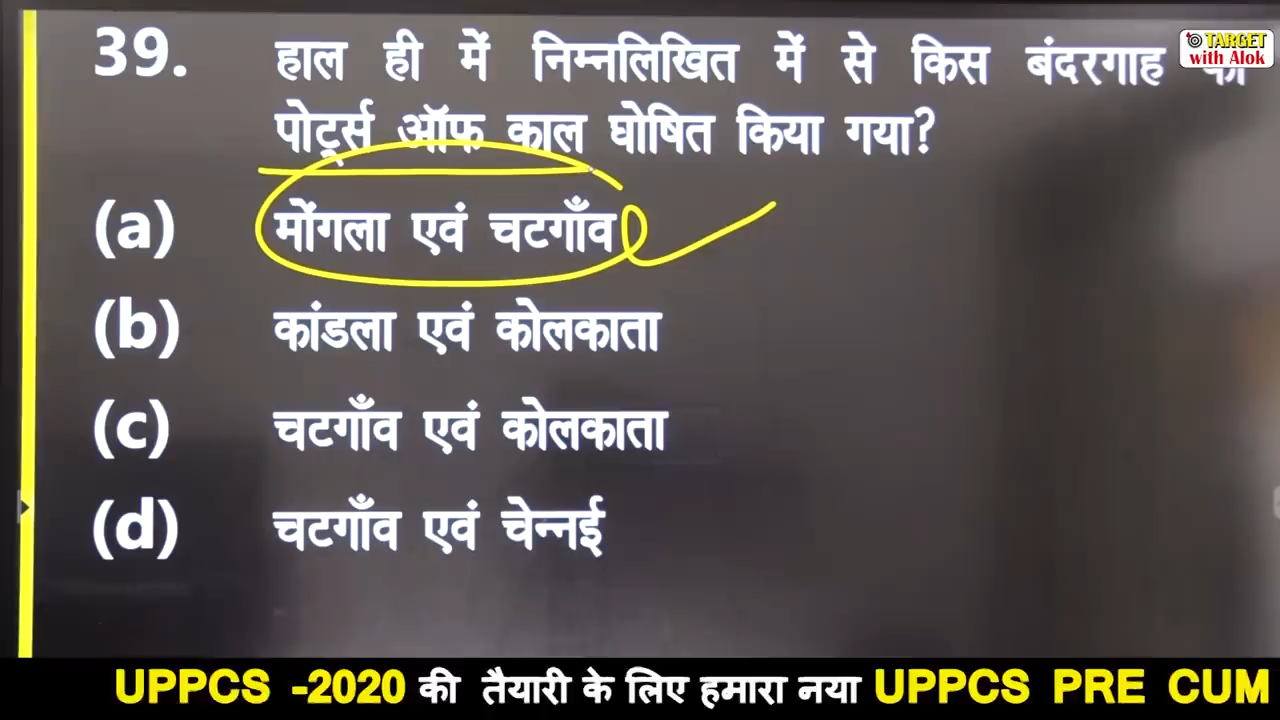 TARGET
with Alok
39. हाल ही में निम्नलिखित में से किस बंदरगाह
पोर्ट्स ऑफ काल घोषित किया गया?
(a) मोंगला एवं चटगाँव
(b) कांडला एवं कोलकाता
(c) चटगाँव एवं कोलकाता
(d) चटगाँव एवं चेन्नई
UPPCS -2020 की तैयारी के लिए हमारा नया UPPCS PRE CUM